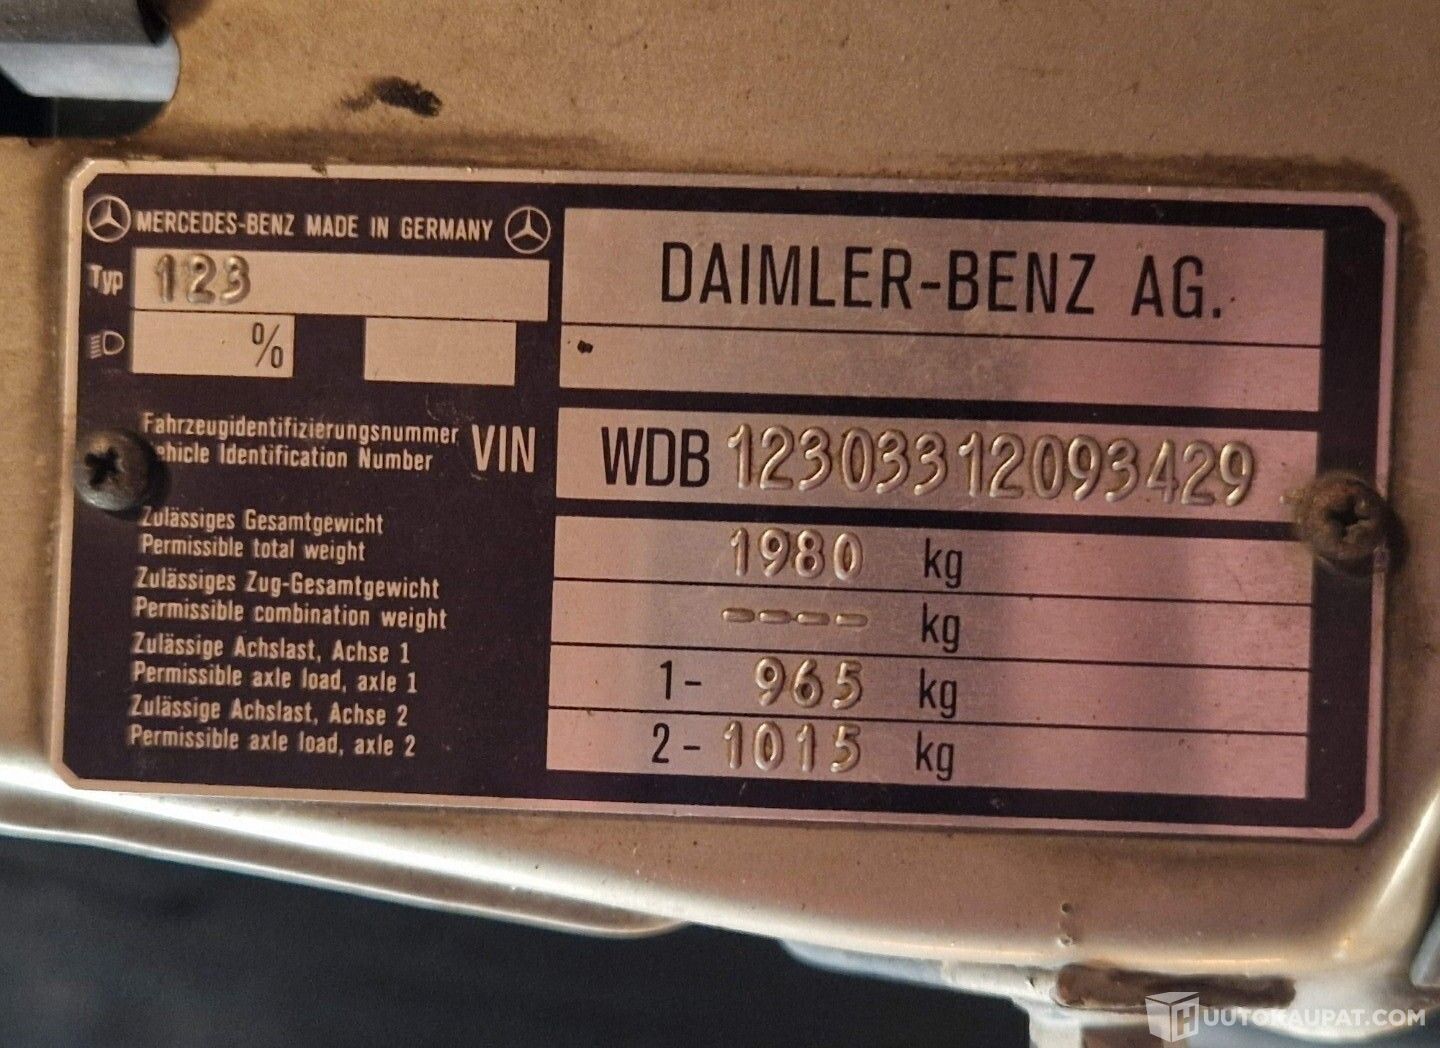 MERCEDES-BENZ MADE IN GERMANY
Typ 123
%
DAIMLER-BENZ AG.
Fahrzeugidentifizierungsnummer
ehicle Identification Number
VIN WDB 12303312093429
Zulässiges Gesamtgewicht
Permissible total weight
1980 kg
Zulässiges Zug-Gesamtgewicht
Permissible combination weight
---- kg
Zulässige Achslast, Achse 1
Permissible axle load, axle 1
1- 965 kg
Zulässige Achslast, Achse 2
Permissible axle load, axle 2
2- 1015 kg
HUUTOKAUPAT.COM